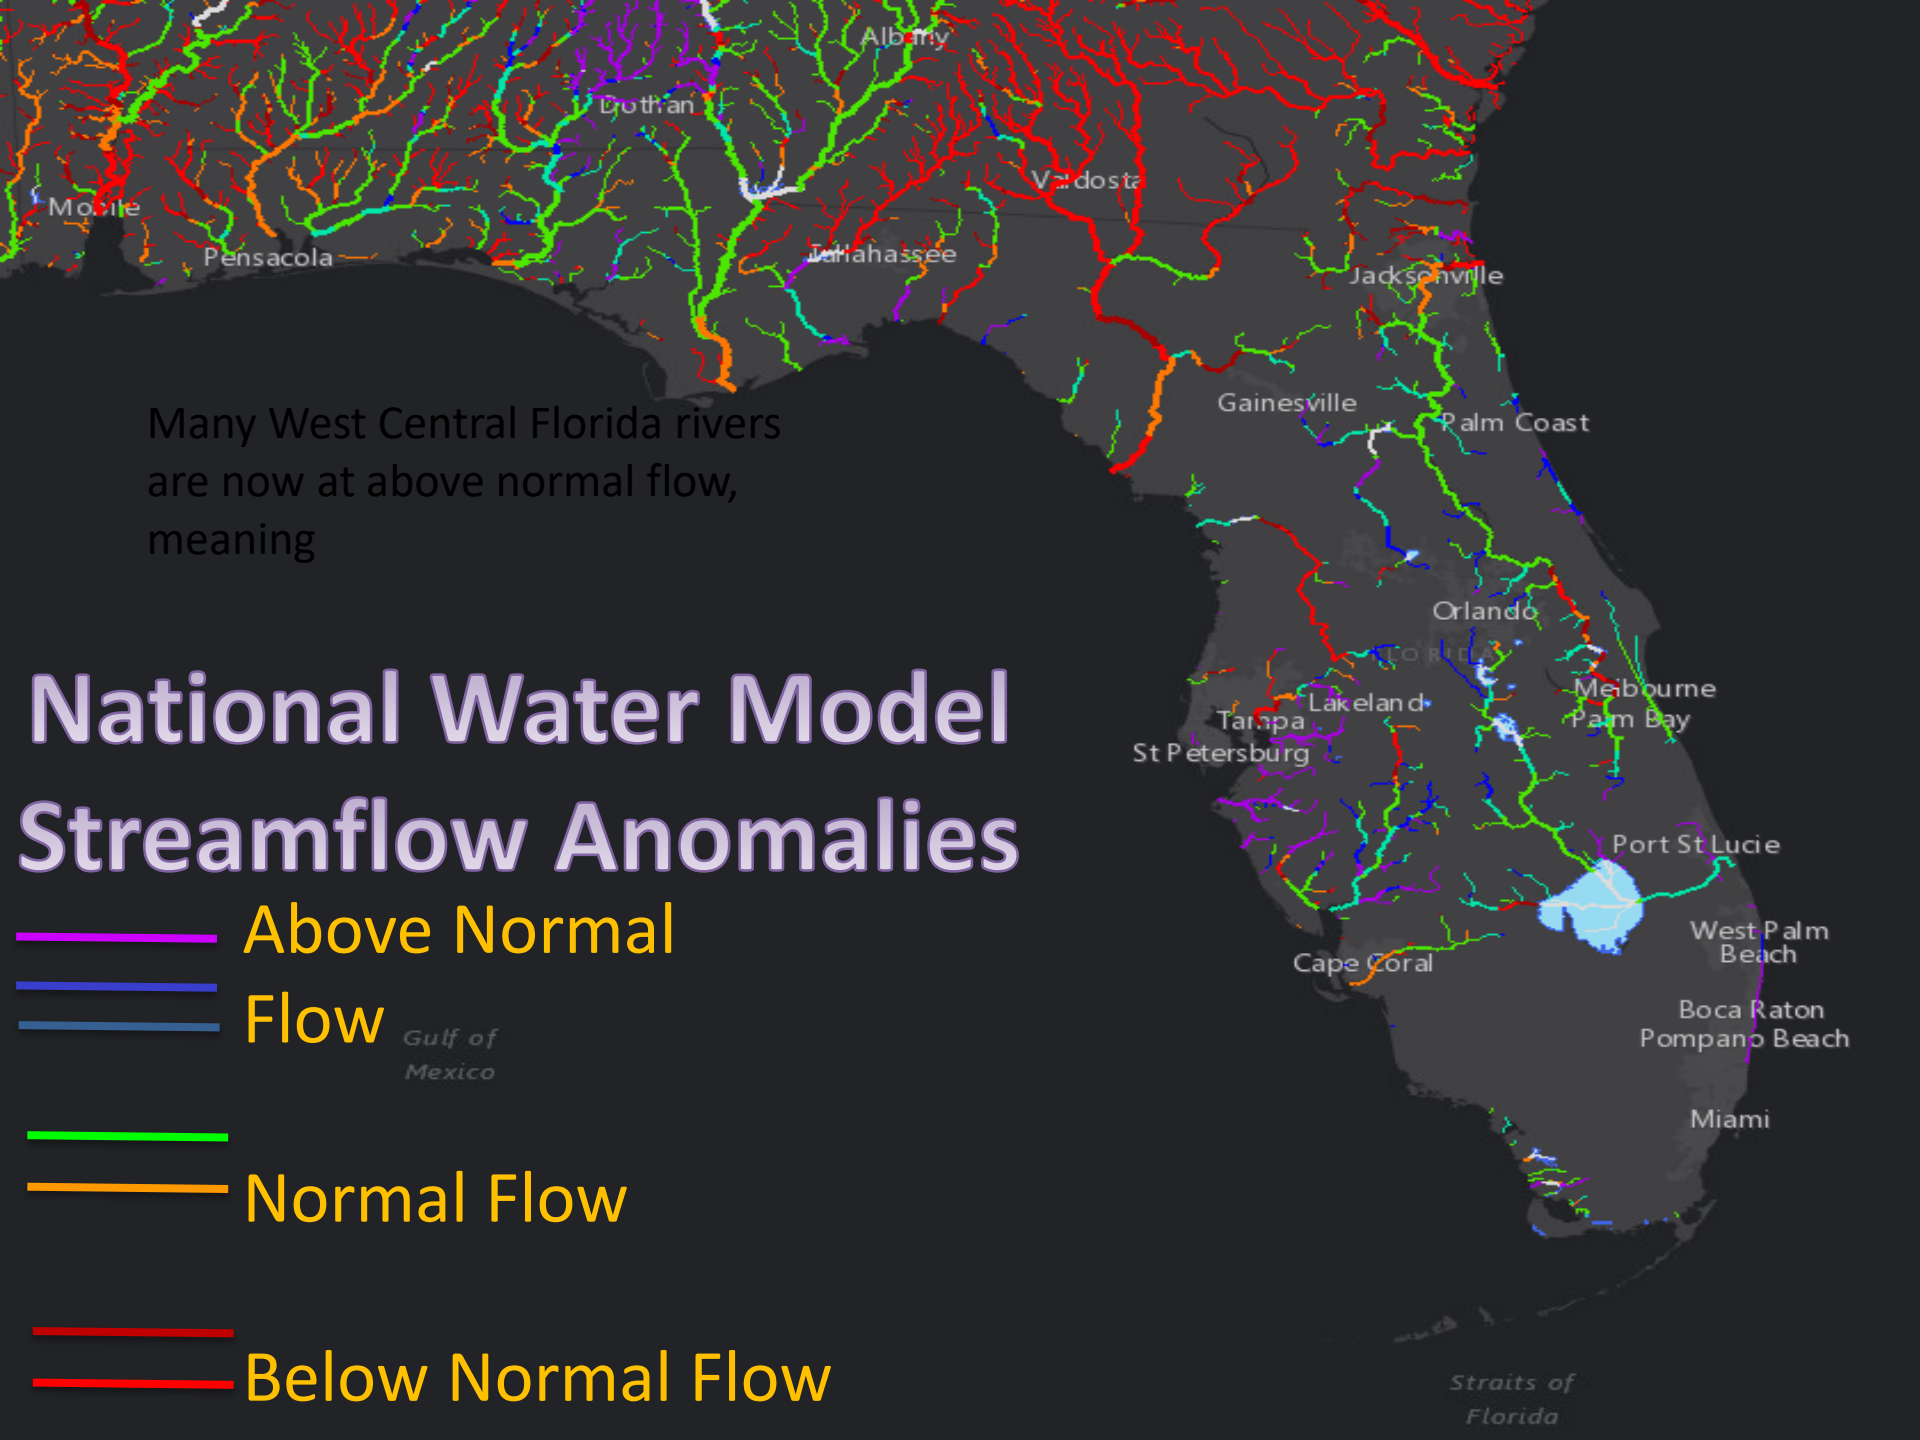 Albany
Dothan
Valdosta
Mobile
Pensacola
Tallahassee
Jacksonville
Gainesville
Palm Coast
Many West Central Florida rivers
are now at above normal flow,
meaning
Orlando
FLORIDA
National Water Model
Streamflow Anomalies
Melbourne
Palm Bay
Lakeland
Tampa
St Petersburg
Port St Lucie
Above Normal
Flow
West Palm
Beach
Cape Coral
Boca Raton
Pompano Beach
Gulf of
Mexico
Miami
Normal Flow
Below Normal Flow
Straits of
Florida